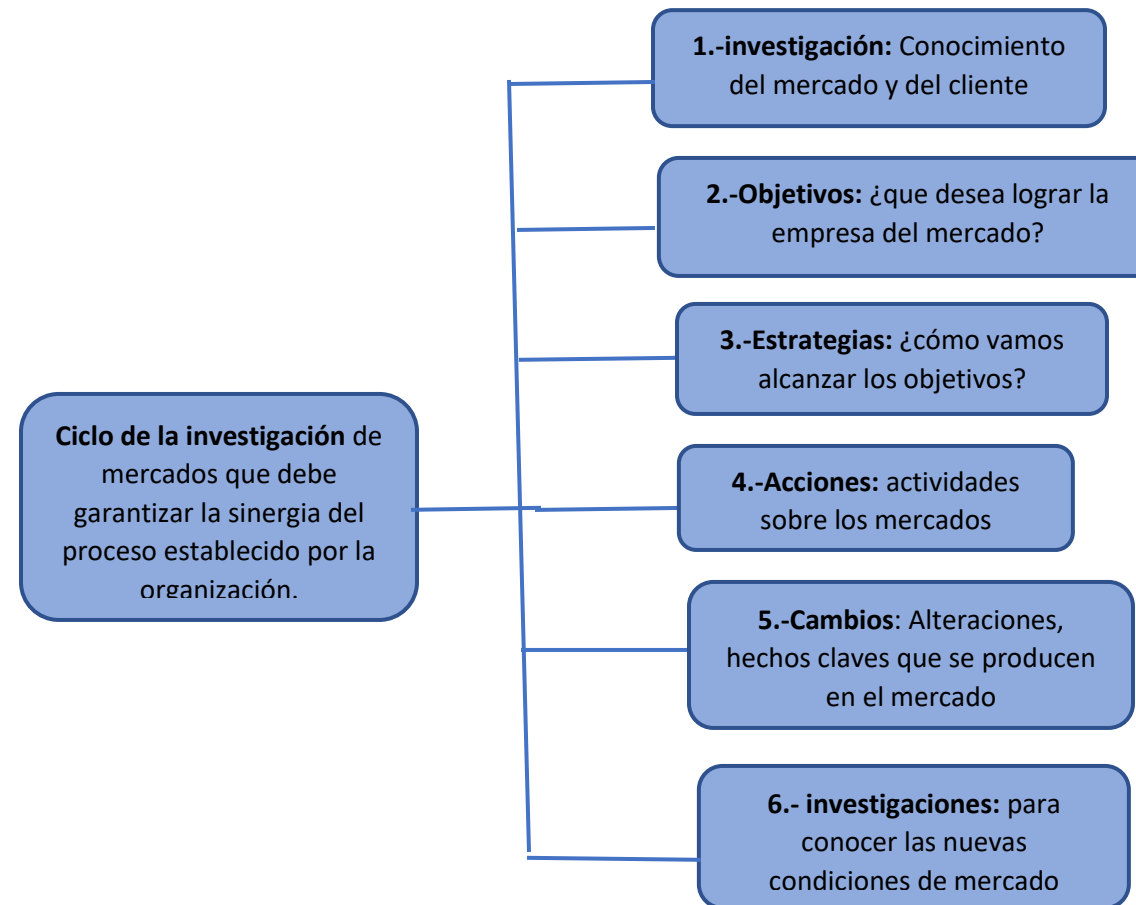 1.-investigación: Conocimiento
del mercado y del cliente
2.-Objetivos: ¿que desea lograr la
empresa del mercado?
3.-Estrategias: ¿cómo vamos
alcanzar los objetivos?
Ciclo de la investigación de
mercados que debe
garantizar la sinergia del
proceso establecido por la
organización.
4.-Acciones: actividades
sobre los mercados
5.-Cambios: Alteraciones,
hechos claves que se producen
en el mercado
6.- investigaciones: para
conocer las nuevas
condiciones de mercado